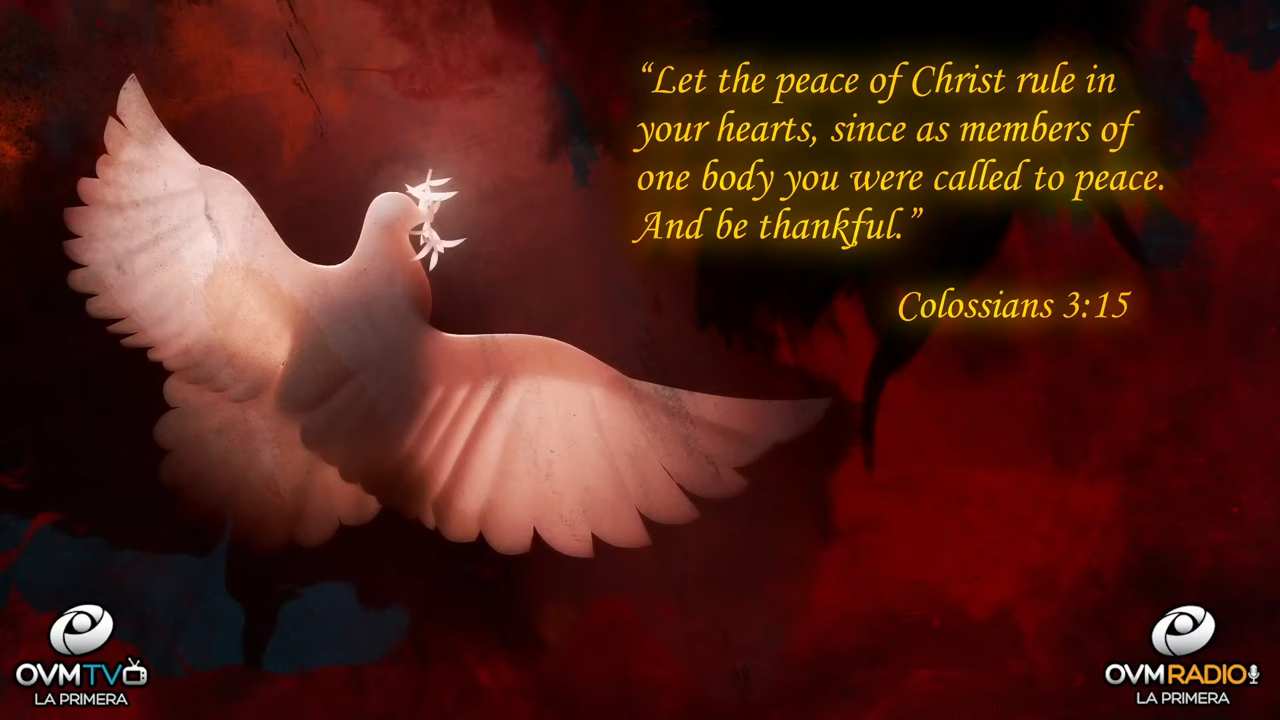 “Let the peace of Christ rule in
your hearts, since as members of
one body you were called to peace.
And be thankful.”
Colossians 3:15
OVMTV
LA PRIMERA
OVMRADIO
LA PRIMERA